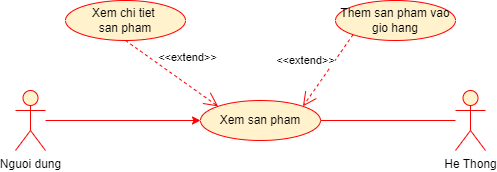 Xem chi tiet
san pham
Them san pham vao
gio hang
<<extend>>
<<extend>>
Xem san pham
Nguoi dung
He Thong